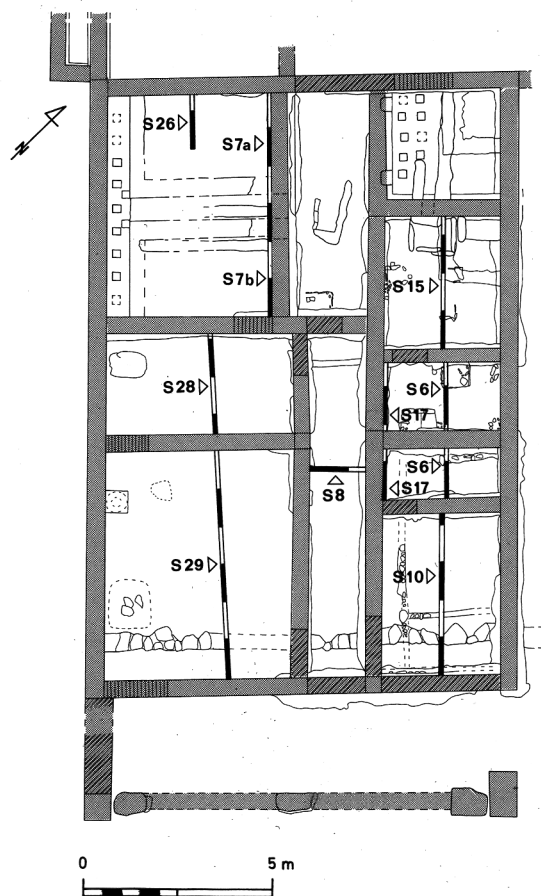 N
S26▷ S7a▷
S7b▷ S15▷
S28▷ S6▷
◁S17
S6▷
◁S17
△
S8
S29▷ S10▷
0 5 m